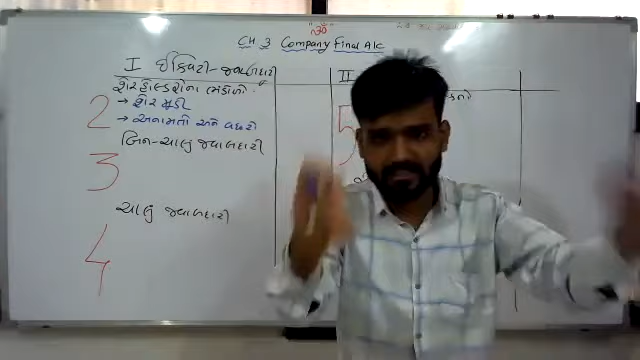 ૐ
CH 3 Company Final A/c
I ઈક્વિટી-જવાબદારી
II
શેરહોલ્ડરોના ભંડોળો
2
→ શેર મૂડી
→ અનામતો અને વધારો
5
બિન-ચાલુ જવાબદારી
3
ચાલુ જવાબદારી
4